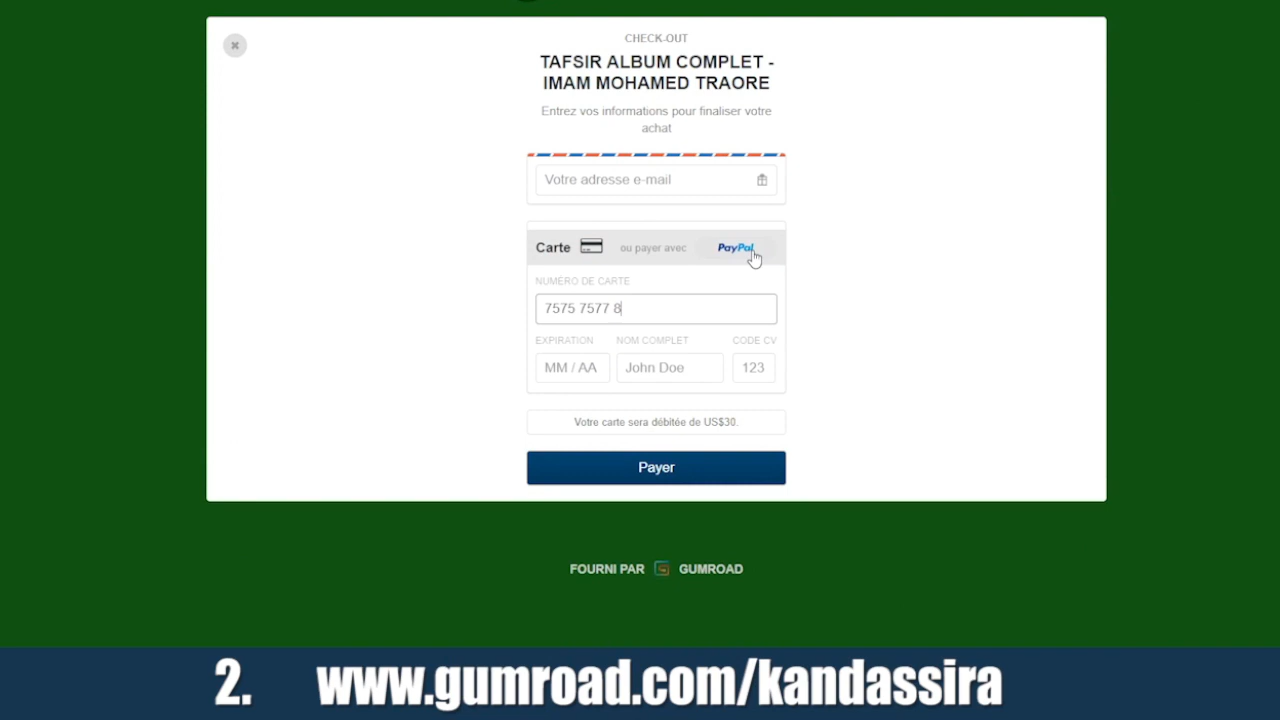 CHECK-OUT
TAFSIR ALBUM COMPLET -
IMAM MOHAMED TRAORE
Entrez vos informations pour finaliser votre
achat
Votre adresse e-mail
Carte ou payer avec PayPal
NUMÉRO DE CARTE
7575 7577 8
EXPIRATION NOM COMPLET CODE CV
MM / AA John Doe 123
Votre carte sera débitée de US$30.
Payer
FOURNI PAR GUMROAD
2. www.gumroad.com/kandassira